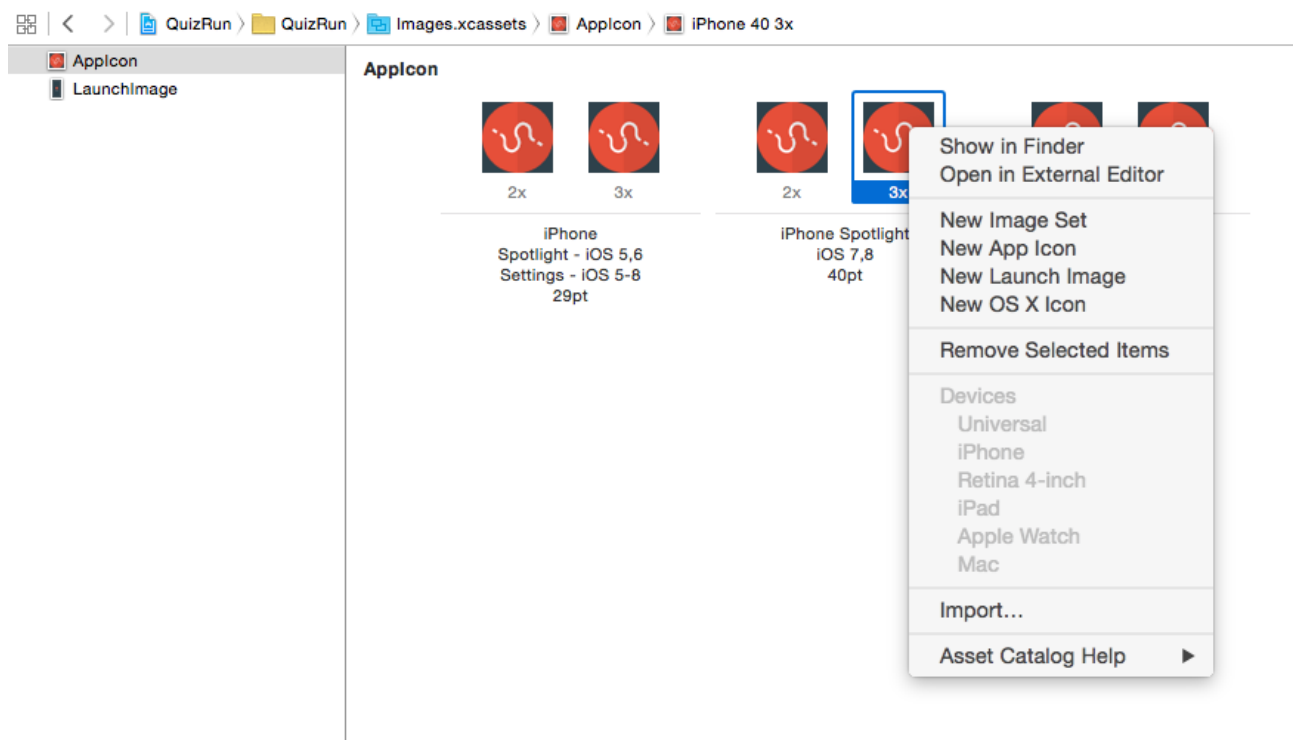 QuizRun QuizRun Images.xcassets AppIcon iPhone 40 3x
AppIcon
LaunchImage
AppIcon
2x 3x 2x 3x
iPhone
Spotlight - iOS 5,6
Settings - iOS 5-8
29pt
iPhone Spotlight
iOS 7,8
40pt
Show in Finder
Open in External Editor
New Image Set
New App Icon
New Launch Image
New OS X Icon
Remove Selected Items
Devices
Universal
iPhone
Retina 4-inch
iPad
Apple Watch
Mac
Import...
Asset Catalog Help